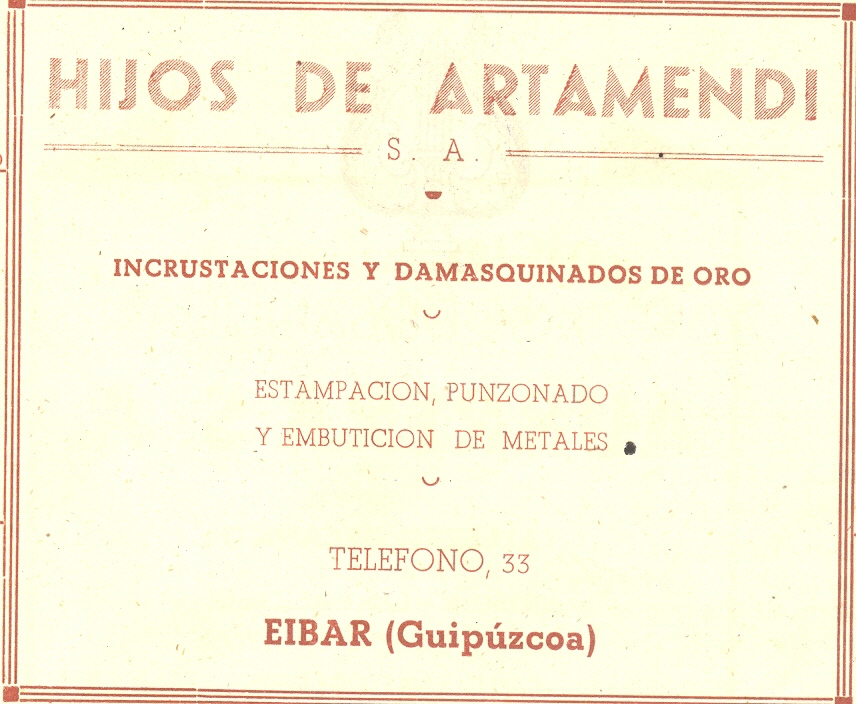 HIJOS DE ARTAMENDI
S. A.
INCRUSTACIONES Y DAMASQUINADOS DE ORO
ESTAMPACION, PUNZONADO
Y EMBUTICION DE METALES
TELEFONO, 33
EIBAR (Guipúzcoa)